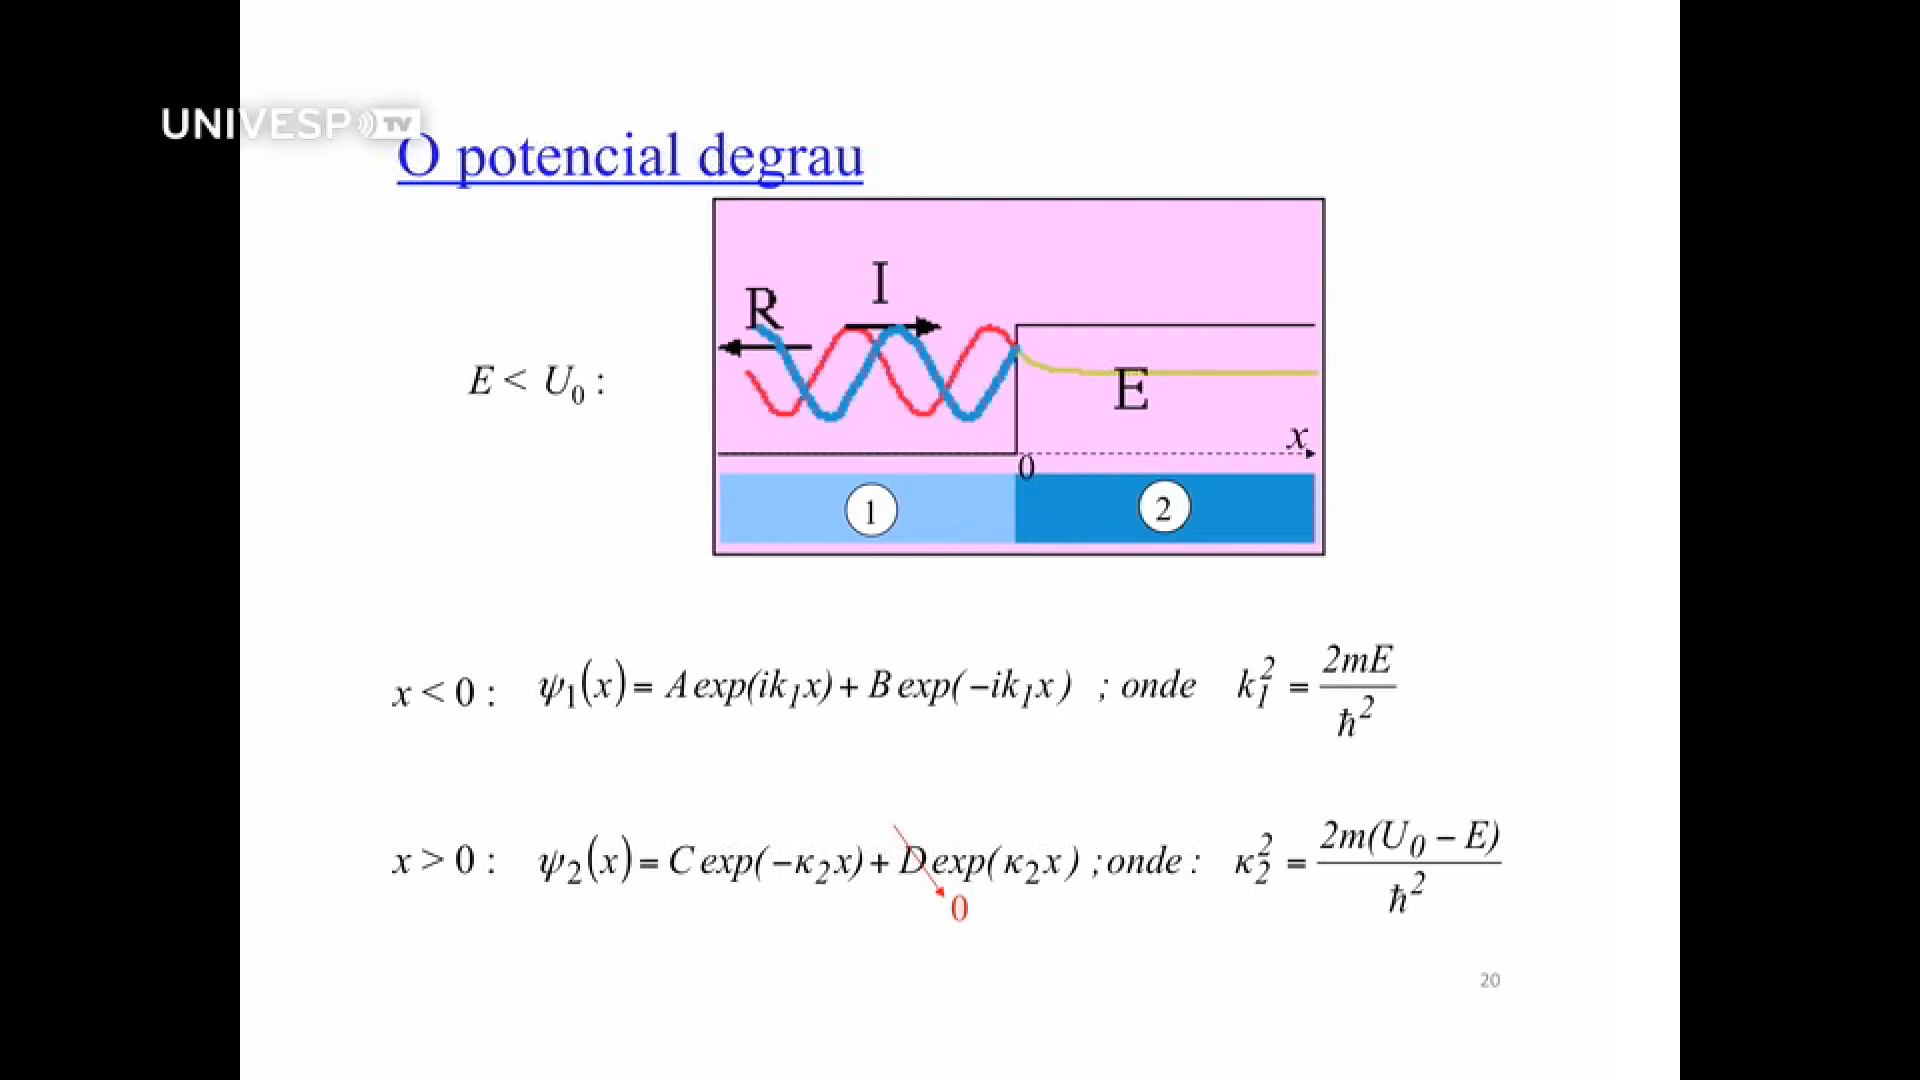 UNIVESP TV
O potencial degrau
I
R
E < U₀ :
E
x
0
1
2
x < 0 : ψ₁(x) = A exp(ik₁x) + B exp(−ik₁x) ; onde k₁² = 2mE / ħ²
x > 0 : ψ₂(x) = C exp(−κ₂x) + D exp(κ₂x) ; onde : κ₂² = 2m(U₀ − E) / ħ²
0
20